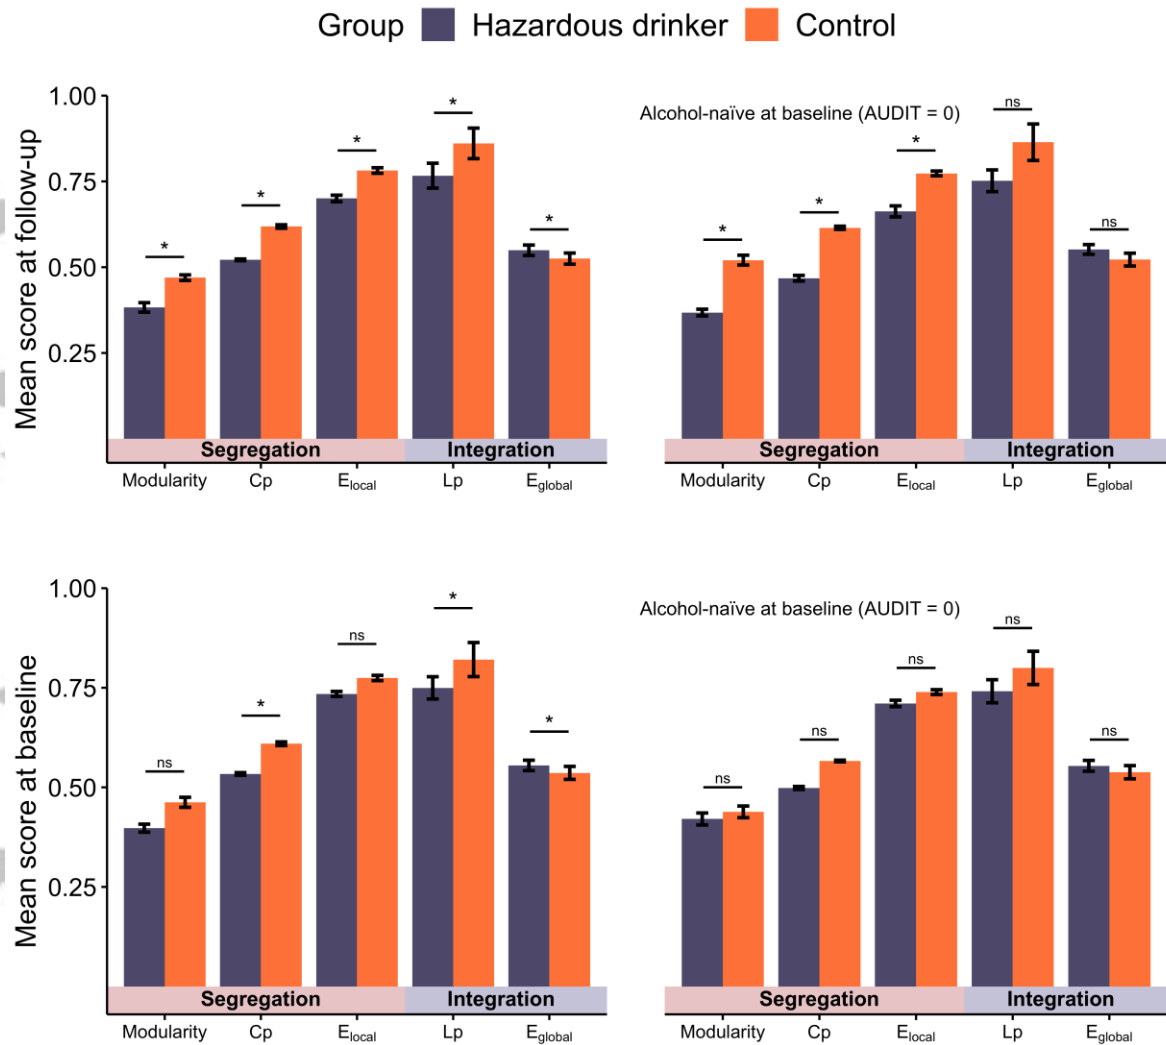 Group Hazardous drinker Control
Mean score at follow-up
1.00
0.75
0.50
0.25
* * * * *
Segregation Integration
Modularity Cp Elocal Lp Eglobal
Alcohol-naïve at baseline (AUDIT = 0)
* * * ns ns
Segregation Integration
Modularity Cp Elocal Lp Eglobal
Mean score at baseline
1.00
0.75
0.50
0.25
ns * ns * *
Segregation Integration
Modularity Cp Elocal Lp Eglobal
Alcohol-naïve at baseline (AUDIT = 0)
ns ns ns ns ns
Segregation Integration
Modularity Cp Elocal Lp Eglobal